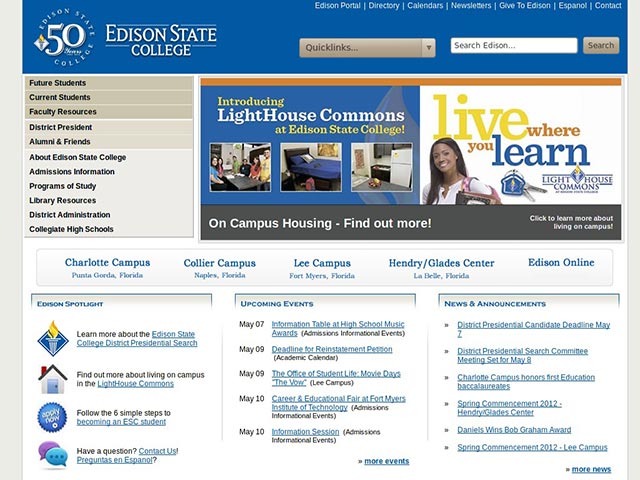 Edison Portal | Directory | Calendars | Newsletters | Give To Edison | Espanol | Contact
EDISON STATE COLLEGE
50 Years
EDISON STATE
COLLEGE
Quicklinks...
Search Edison...
Search
Future Students
Current Students
Faculty Resources
District President
Alumni & Friends
About Edison State College
Admissions Information
Programs of Study
Library Resources
District Administration
Collegiate High Schools
Introducing
LightHouse Commons
at Edison State College!
live where
you learn
LIGHTHOUSE
COMMONS
AT EDISON STATE COLLEGE
On Campus Housing - Find out more!
Click to learn more about
living on campus!
Charlotte Campus
Punta Gorda, Florida
Collier Campus
Naples, Florida
Lee Campus
Fort Myers, Florida
Hendry/Glades Center
La Belle, Florida
Edison Online
Edison Spotlight
Learn more about the Edison State
College District Presidential Search
Find out more about living on campus
in the LightHouse Commons
apply now
Follow the 6 simple steps to
becoming an ESC student
Have a question? Contact Us!
Preguntas en Espanol?
Upcoming Events
May 07 Information Table at High School Music
Awards (Admissions Informational Events)
May 09 Deadline for Reinstatement Petition
(Academic Calendar)
May 09 The Office of Student Life: Movie Days
"The Vow" (Lee Campus)
May 10 Career & Educational Fair at Fort Myers
Institute of Technology (Admissions
Informational Events)
May 10 Information Session (Admissions
Informational Events)
» more events
News & Announcements
» District Presidential Candidate Deadline May
7
» District Presidential Search Committee
Meeting Set for May 8
» Charlotte Campus honors first Education
baccalaureates
» Spring Commencement 2012 -
Hendry/Glades Center
» Daniels Wins Bob Graham Award
» Spring Commencement 2012 - Lee Campus
» more news